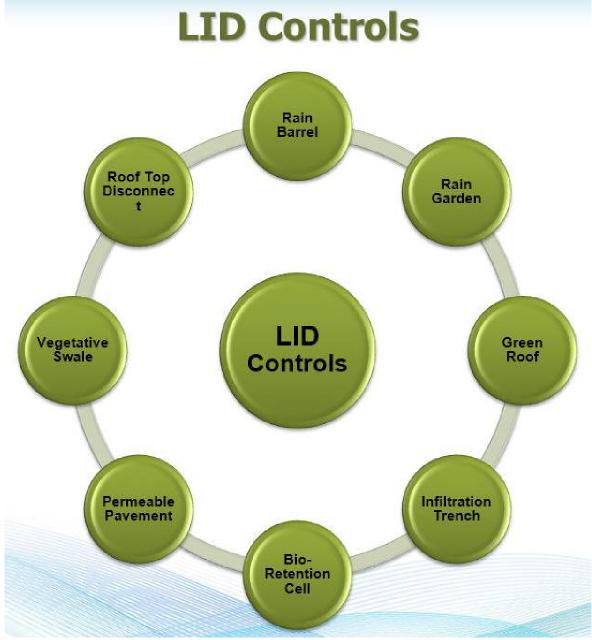 LID Controls
Rain
Barrel
Rain
Garden
Green
Roof
Infiltration
Trench
Bio-
Retention
Cell
Permeable
Pavement
Vegetative
Swale
Roof Top
Disconnec
t
LID
Controls